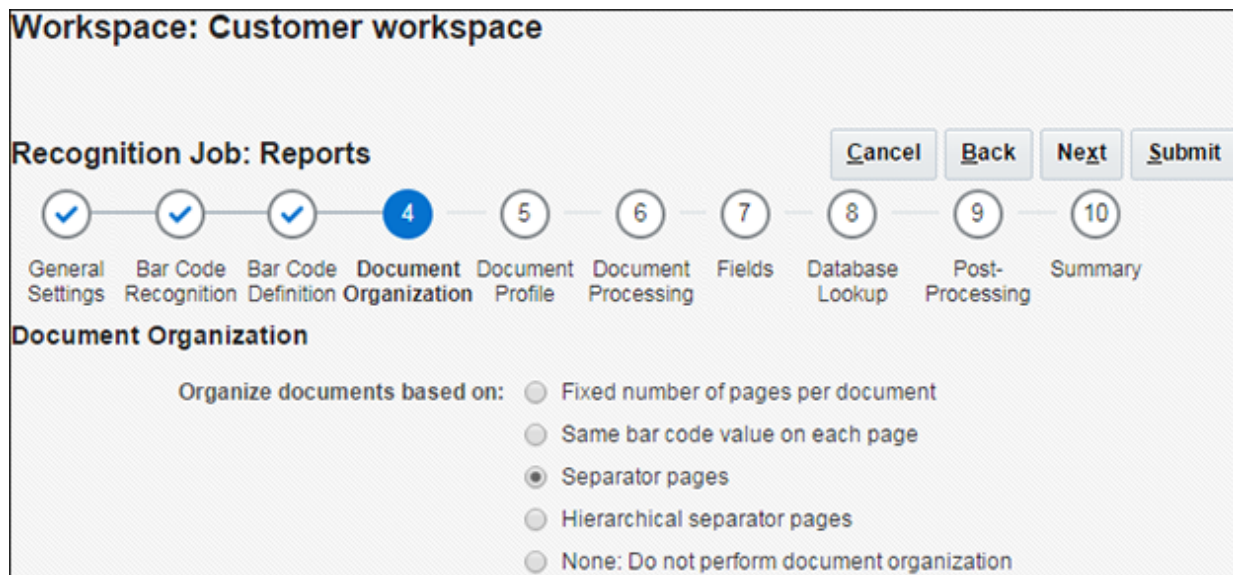 Workspace: Customer workspace
Recognition Job: Reports
Cancel Back Next Submit
4 5 6 7 8 9 10
General Bar Code Bar Code Document Document Document Fields Database Post- Summary
Settings Recognition Definition Organization Profile Processing Lookup Processing
Document Organization
Organize documents based on: Fixed number of pages per document
Same bar code value on each page
Separator pages
Hierarchical separator pages
None: Do not perform document organization